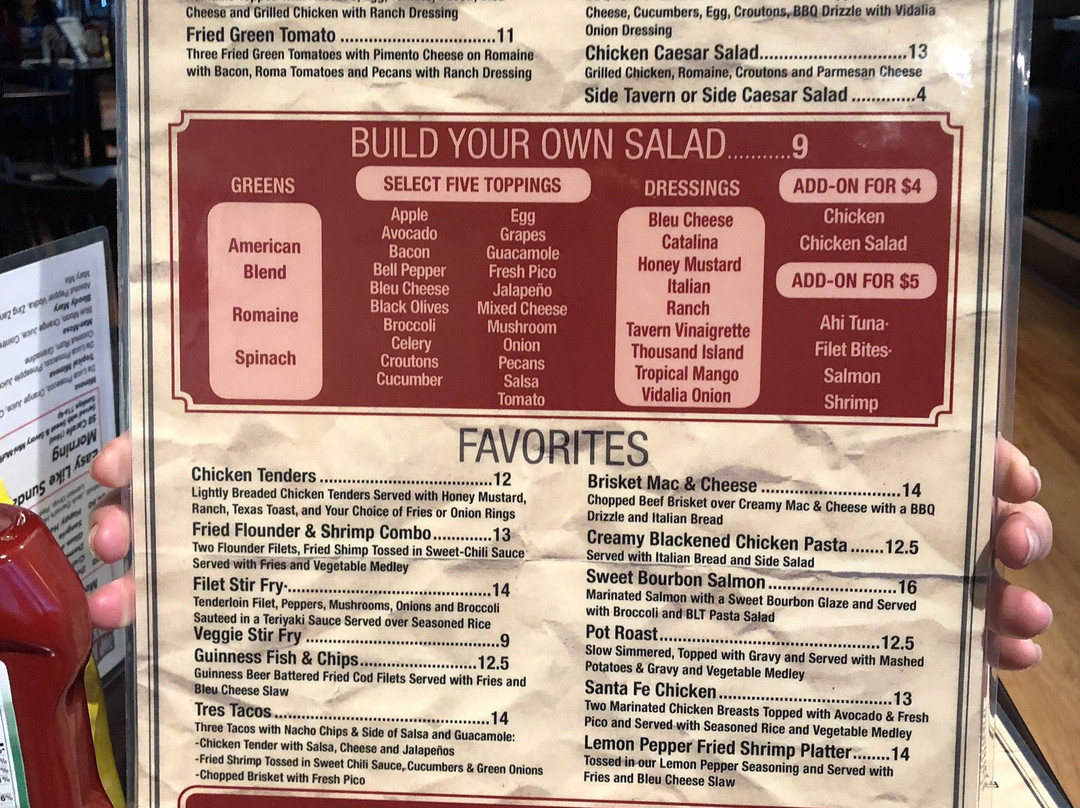 Cheese and Grilled Chicken with Ranch Dressing
Fried Green Tomato ..................................11
Three Fried Green Tomatoes with Pimento Cheese on Romaine
with Bacon, Roma Tomatoes and Pecans with Ranch Dressing
Cheese, Cucumbers, Egg, Croutons, BBQ Drizzle with Vidalia
Onion Dressing
Chicken Caesar Salad................................13
Grilled Chicken, Romaine, Croutons and Parmesan Cheese
Side Tavern or Side Caesar Salad .............4
BUILD YOUR OWN SALAD...........9
GREENS
American
Blend
Romaine
Spinach
SELECT FIVE TOPPINGS
Apple
Avocado
Bacon
Bell Pepper
Bleu Cheese
Black Olives
Broccoli
Celery
Croutons
Cucumber
Egg
Grapes
Guacamole
Fresh Pico
Jalapeño
Mixed Cheese
Mushroom
Onion
Pecans
Salsa
Tomato
DRESSINGS
Bleu Cheese
Catalina
Honey Mustard
Italian
Ranch
Tavern Vinaigrette
Thousand Island
Tropical Mango
Vidalia Onion
ADD-ON FOR $4
Chicken
Chicken Salad
ADD-ON FOR $5
Ahi Tuna·
Filet Bites·
Salmon
Shrimp
FAVORITES
Chicken Tenders .....................................12
Lightly Breaded Chicken Tenders Served with Honey Mustard,
Ranch, Texas Toast, and Your Choice of Fries or Onion Rings
Fried Flounder & Shrimp Combo.............13
Two Flounder Filets, Fried Shimp Tossed in Sweet-Chili Sauce
Served with Fries and Vegetable Medley
Filet Stir Fry·..............................................14
Tenderloin Filet, Peppers, Mushrooms, Onions and Broccoli
Sauteed in a Teriyaki Sauce Served over Seasoned Rice
Veggie Stir Fry .........................................9
Guinness Fish & Chips.........................12.5
Guinness Beer Battered Fried Cod Filets Served with Fries and
Bleu Cheese Slaw
Tres Tacos .............................................14
Three Tacos with Nacho Chips & Side of Salsa and Guacamole:
-Chicken Tender with Salsa, Cheese and Jalapeños
-Fried Shrimp Tossed in Sweet Chili Sauce, Cucumbers & Green Onions
-Chopped Brisket with Fresh Pico
Brisket Mac & Cheese .............................14
Chopped Beef Brisket over Creamy Mac & Cheese with a BBQ
Drizzle and Italian Bread
Creamy Blackened Chicken Pasta .......12.5
Served with Italian Bread and Side Salad
Sweet Bourbon Salmon ...........................16
Marinated Salmon with a Sweet Bourbon Glaze and Served
with Broccoli and BLT Pasta Salad
Pot Roast..............................................12.5
Slow Simmered, Topped with Gravy and Served with Mashed
Potatoes & Gravy and Vegetable Medley
Santa Fe Chicken ....................................13
Two Marinated Chicken Breasts Topped with Avocado & Fresh
Pico and Served with Seasoned Rice and Vegetable Medley
Lemon Pepper Fried Shrimp Platter........14
Tossed in our Lemon Pepper Seasoning and Served with
Fries and Bleu Cheese Slaw
Easy Like Sunda
Morning
Mimosa
Tropical Mimosa
Man-Mosa
Bloody Mary